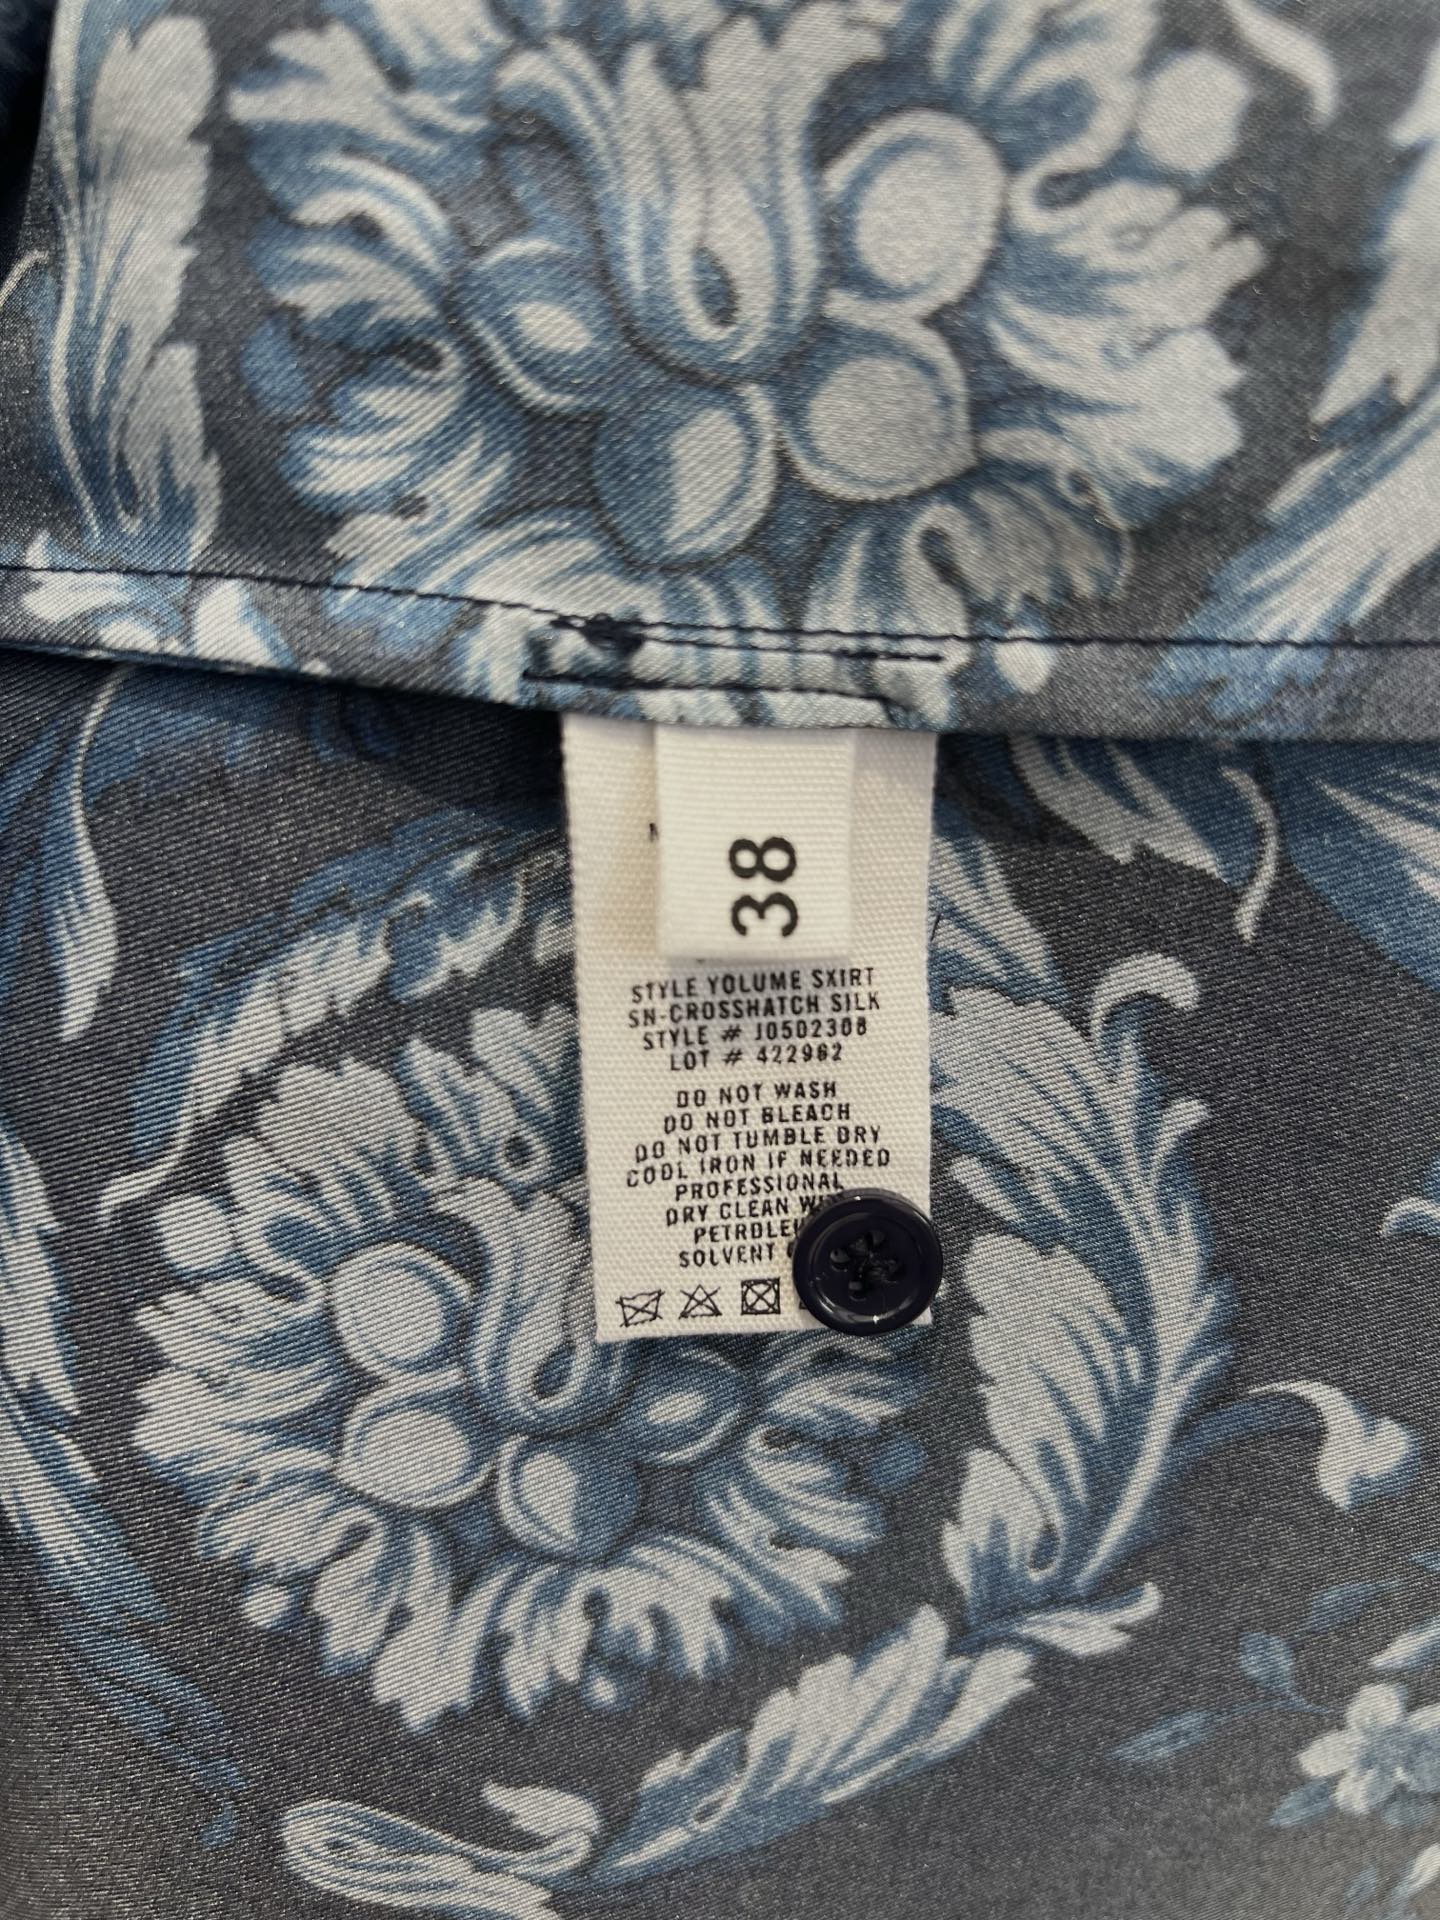 38
STYLE VOLUME SKIRT
SN-CROSSHATCH SILK
STYLE # J0502308
LOT # 422962
DO NOT WASH
DO NOT BLEACH
DO NOT TUMBLE DRY
COOL IRON IF NEEDED
PROFESSIONAL
DRY CLEAN
SOLVENT